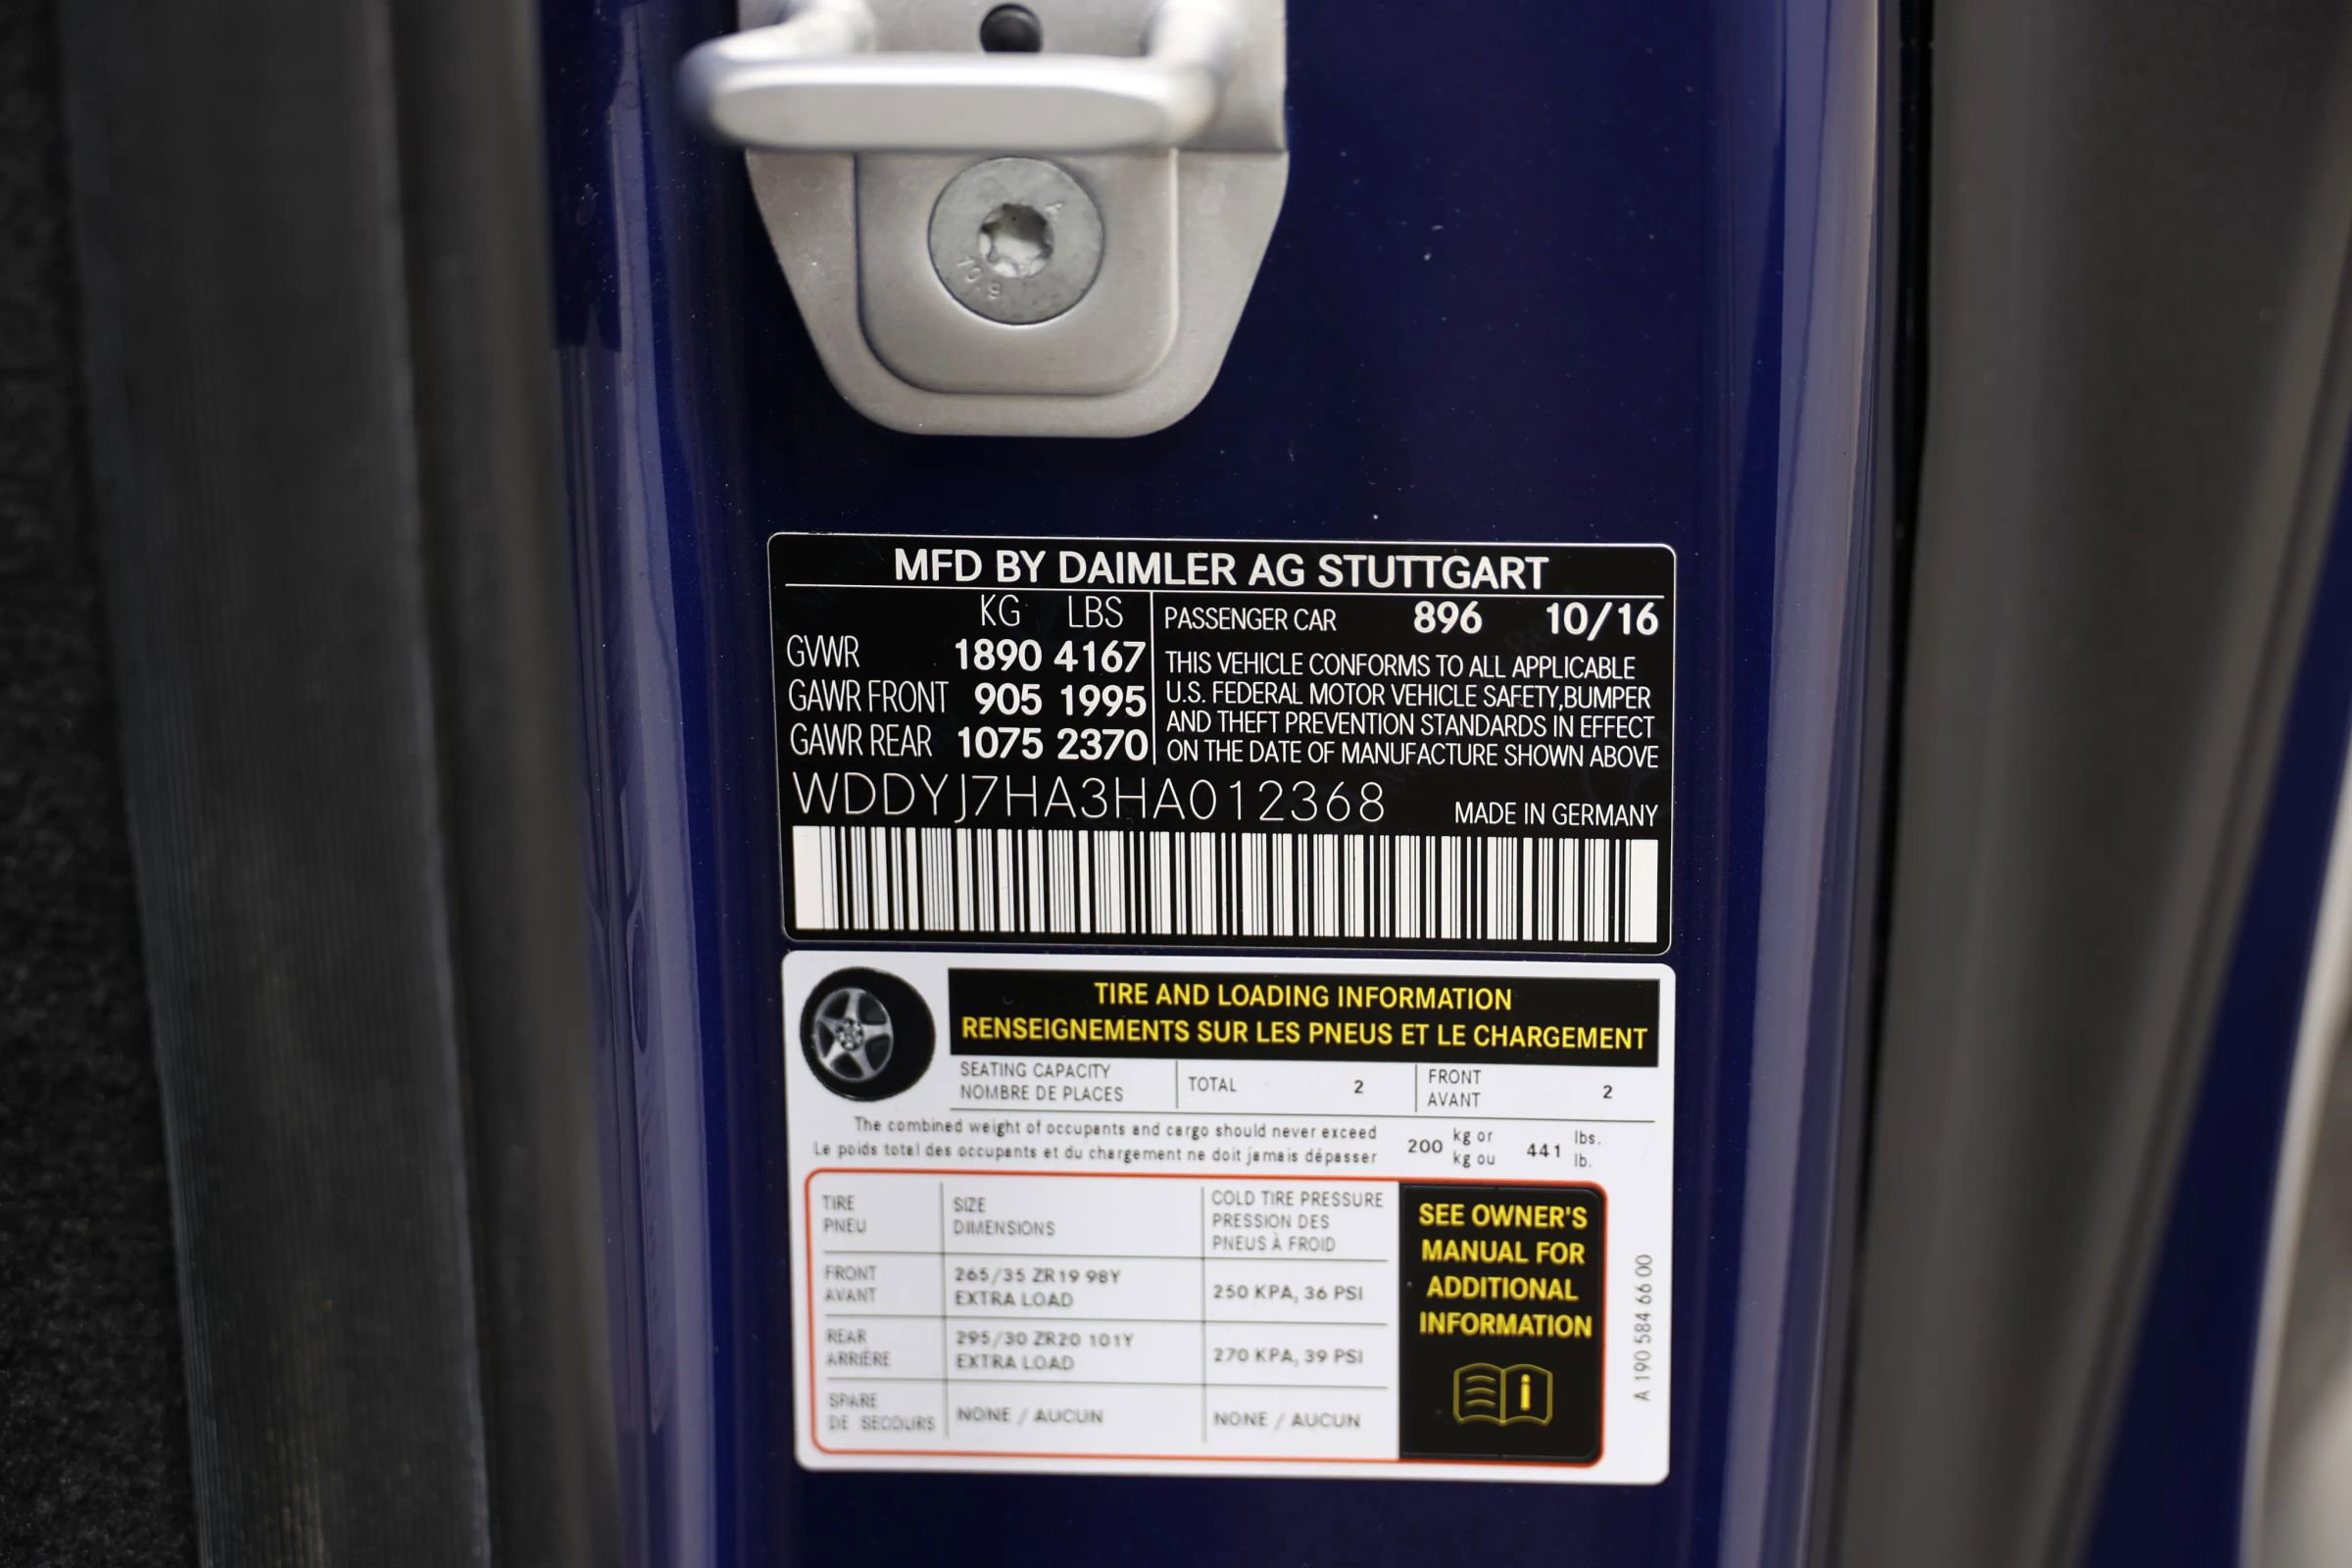 10.9
MFD BY DAIMLER AG STUTTGART
KG LBS
GVWR 1890 4167
GAWR FRONT 905 1995
GAWR REAR 1075 2370
PASSENGER CAR 896 10/16
THIS VEHICLE CONFORMS TO ALL APPLICABLE
U.S. FEDERAL MOTOR VEHICLE SAFETY,BUMPER
AND THEFT PREVENTION STANDARDS IN EFFECT
ON THE DATE OF MANUFACTURE SHOWN ABOVE
WDDYJ7HA3HA012368 MADE IN GERMANY
TIRE AND LOADING INFORMATION
RENSEIGNEMENTS SUR LES PNEUS ET LE CHARGEMENT
SEATING CAPACITY
NOMBRE DE PLACES
TOTAL 2
FRONT
AVANT
2
The combined weight of occupants and cargo should never exceed
Le poids total des occupants et du chargement ne doit jamais dépasser
200 kg or
kg ou
441 lbs.
lb.
TIRE
PNEU
SIZE
DIMENSIONS
COLD TIRE PRESSURE
PRESSION DES
PNEUS À FROID
FRONT
AVANT
265/35 ZR19 98Y
EXTRA LOAD
250 KPA, 36 PSI
REAR
ARRIÈRE
295/30 ZR20 101Y
EXTRA LOAD
270 KPA, 39 PSI
SPARE
DE SECOURS
NONE / AUCUN
NONE / AUCUN
SEE OWNER'S
MANUAL FOR
ADDITIONAL
INFORMATION
A 190 584 66 00